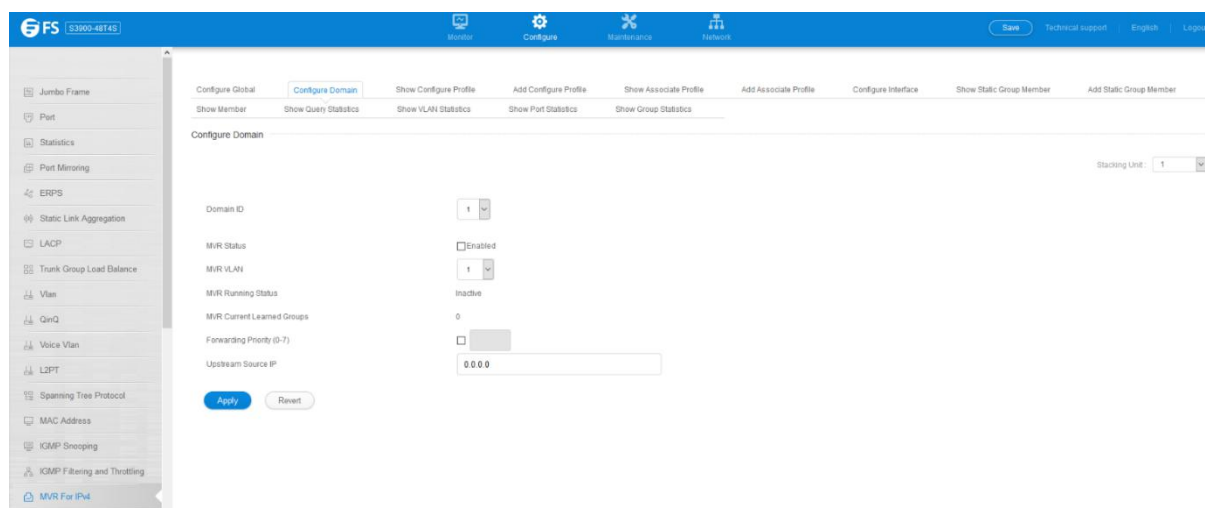 FS S3900-48T4S
Monitor
Configure
Maintenance
Network
Save
Technical support
English
Logou
Jumbo Frame
Port
Statistics
Port Mirroring
ERPS
Static Link Aggregation
LACP
Trunk Group Load Balance
Vlan
QinQ
Voice Vlan
L2PT
Spanning Tree Protocol
MAC Address
IGMP Snooping
IGMP Filtering and Throttling
MVR For IPv4
Configure Global Configure Domain Show Configure Profile Add Configure Profile Show Associate Profile Add Associate Profile Configure Interface Show Static Group Member Add Static Group Member
Show Member Show Query Statistics Show VLAN Statistics Show Port Statistics Show Group Statistics
Configure Domain
Stacking Unit : 1
Domain ID 1
MVR Status Enabled
MVR VLAN 1
MVR Running Status Inactive
MVR Current Learned Groups 0
Forwarding Priority (0-7)
Upstream Source IP 0.0.0.0
Apply Revert